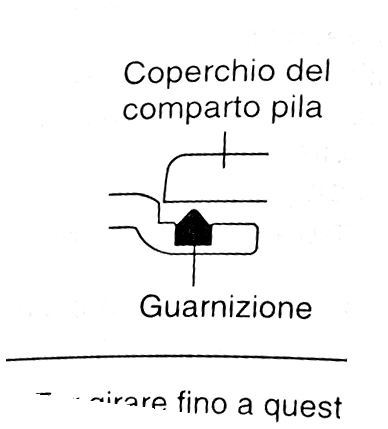 Coperchio del
comparto pila
Guarnizione
girare fino a quest